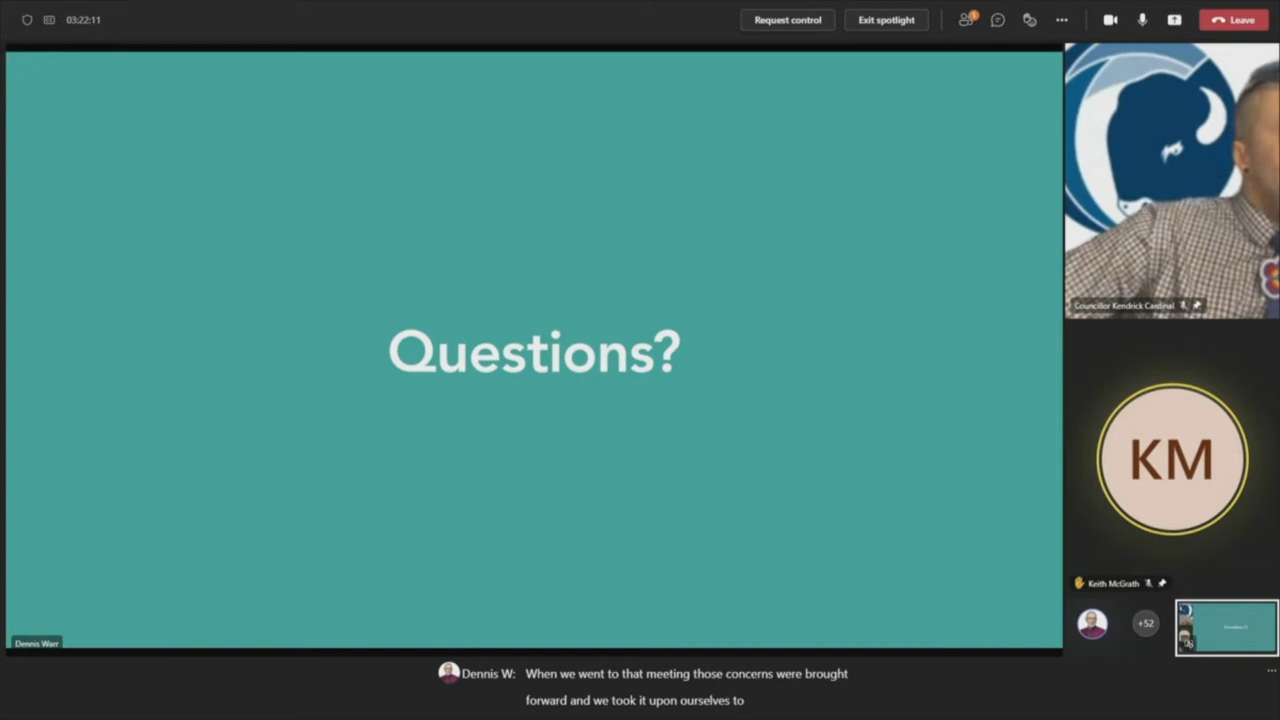 03:22:11
Request control
Exit spotlight
1
Leave
Questions?
Councillor Kendrick Cardinal
KM
Keith McGrath
+52
Dennis Warr
Dennis W: When we went to that meeting those concerns were brought
forward and we took it upon ourselves to